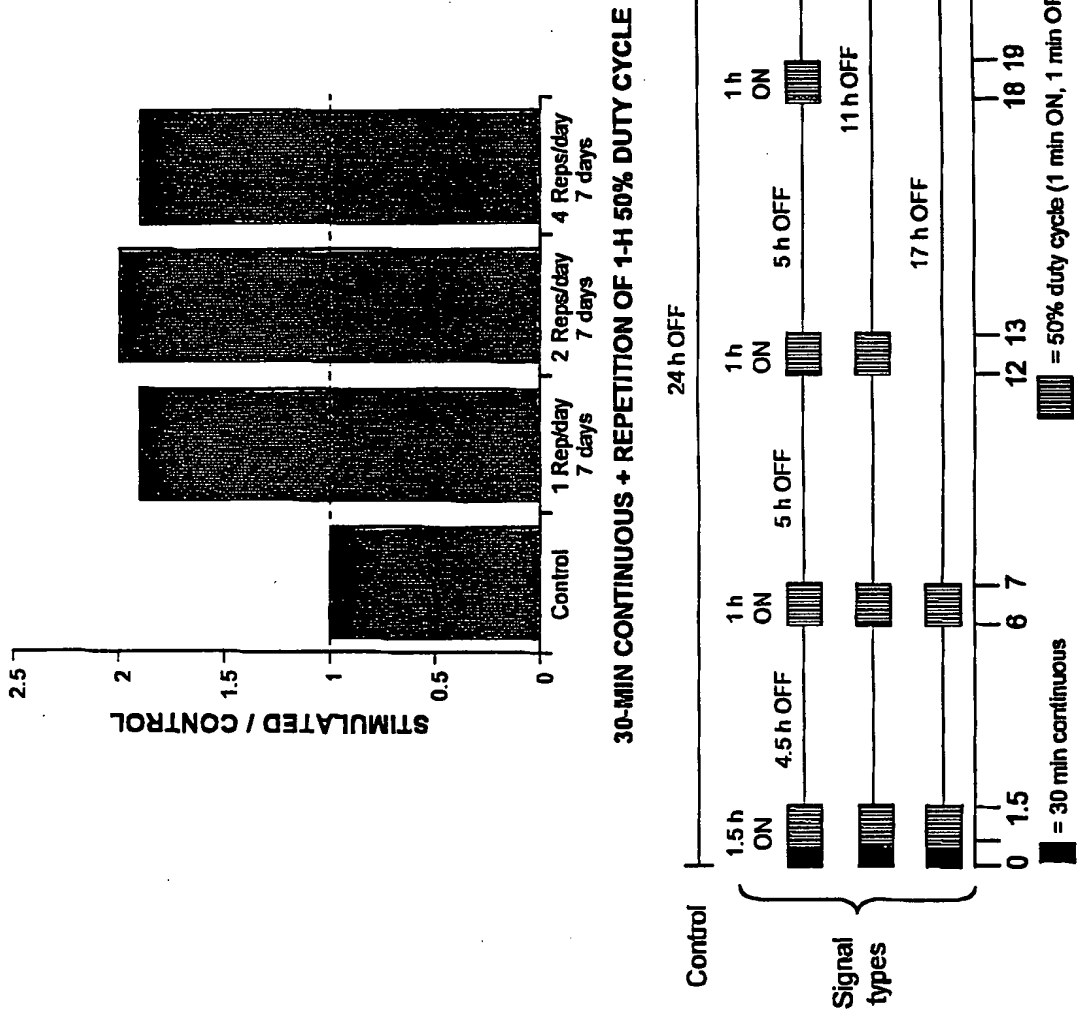 2.5
2
1.5
1
0.5
0
STIMULATED / CONTROL
Control
1 Rep/day
7 days
2 Reps/day
7 days
4 Reps/day
7 days
30-MIN CONTINUOUS + REPETITION OF 1-H 50% DUTY CYCLE
Control
24 h OFF
Signal
types
1.5 h
ON
4.5 h OFF
1 h
ON
5 h OFF
1 h
ON
5 h OFF
1 h
ON
11 h OFF
17 h OFF
0 1.5 6 7 12 13 18 19
= 30 min continuous
= 50% duty cycle (1 min ON, 1 min